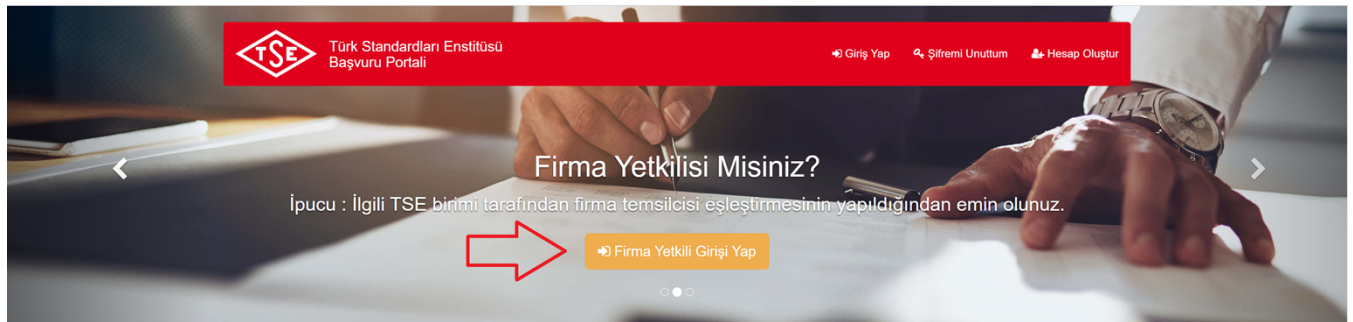 TSE
Türk Standardları Enstitüsü
Başvuru Portali
Giriş Yap
Şifremi Unuttum
Hesap Oluştur
Firma Yetkilisi Misiniz?
İpucu : İlgili TSE birimi tarafından firma temsilcisi eşleştirmesinin yapıldığından emin olunuz.
Firma Yetkili Girişi Yap